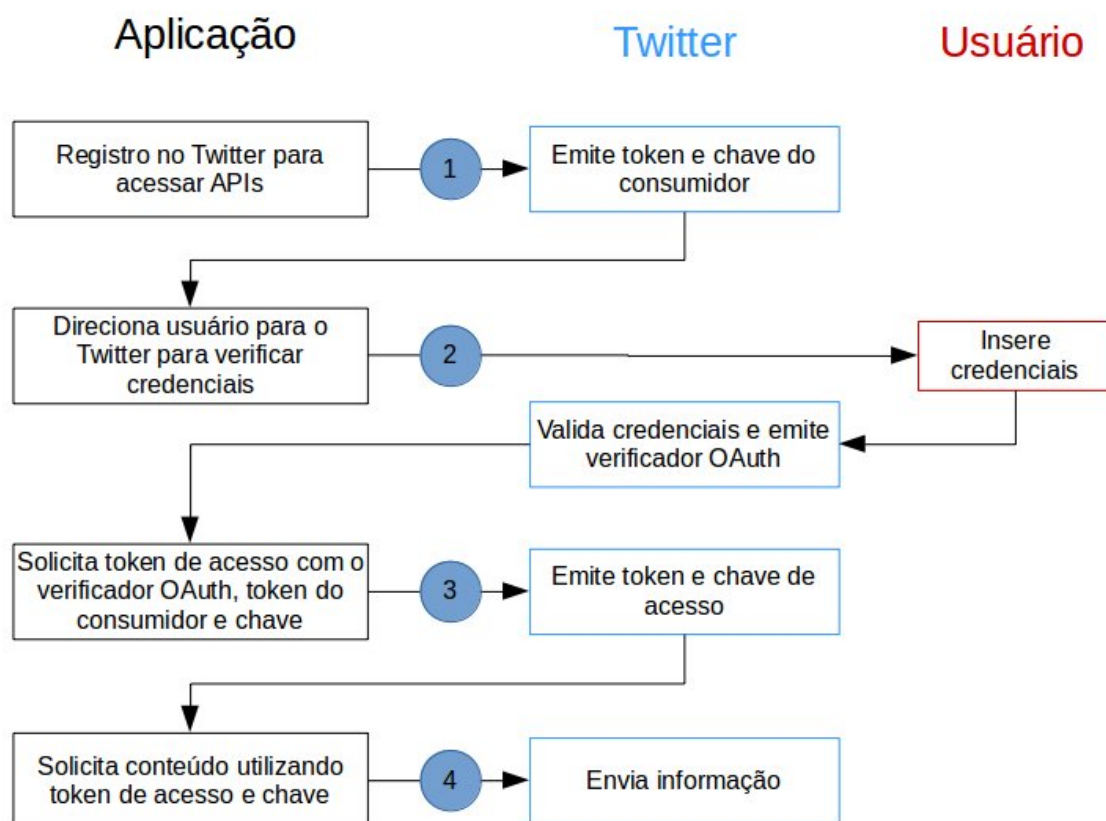 Aplicação
Twitter
Usuário
Registro no Twitter para
acessar APIs
1
Emite token e chave do
consumidor
Direciona usuário para o
Twitter para verificar
credenciais
2
Insere
credenciais
Valida credenciais e emite
verificador OAuth
Solicita token de acesso com o
verificador OAuth, token do
consumidor e chave
3
Emite token e chave de
acesso
Solicita conteúdo utilizando
token de acesso e chave
4
Envia informação